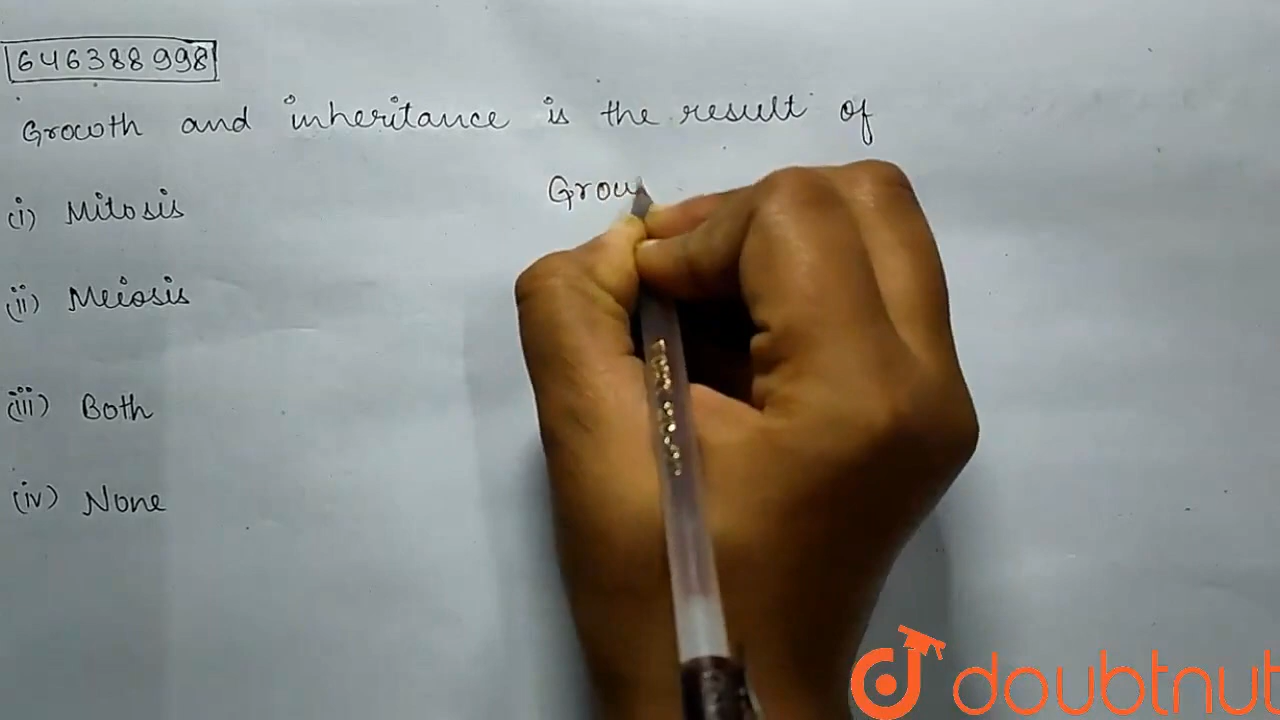 646388998
Growth and inheritance is the result of
Grow
(i) Mitosis
(ii) Meiosis
(iii) Both
(iv) None
doubtnut